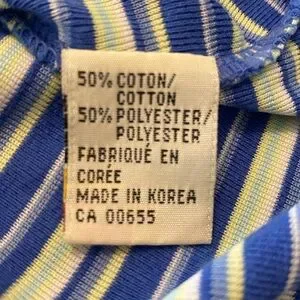 50% COTON/
COTTON
50% POLYESTER/
POLYESTER
FABRIQUÉ EN
CORÉE
MADE IN KOREA
CA 00655